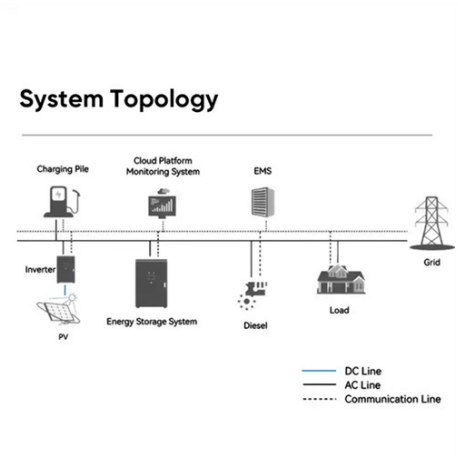 System Topology
Charging Pile
Cloud Platform
Monitoring System
EMS
Grid
Inverter
PV
Energy Storage System
Diesel
Load
DC Line
AC Line
Communication Line